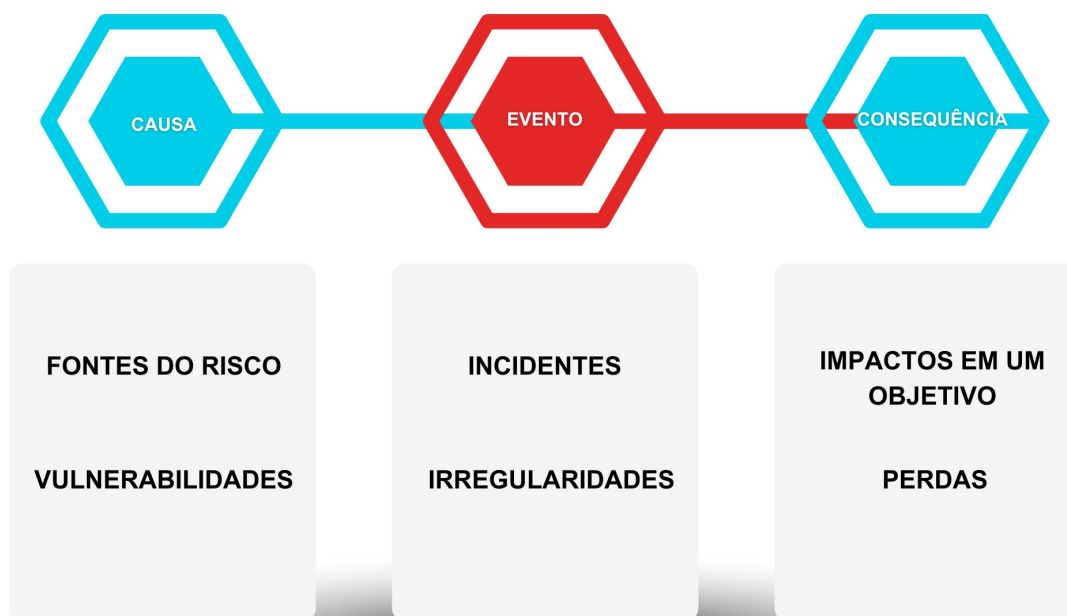 CAUSA
EVENTO
CONSEQUÊNCIA
FONTES DO RISCO
VULNERABILIDADES
INCIDENTES
IRREGULARIDADES
IMPACTOS EM UM
OBJETIVO
PERDAS